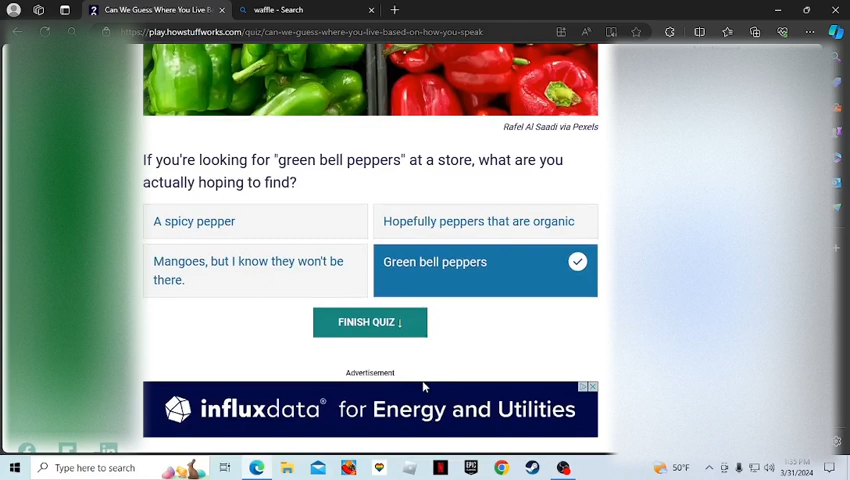 Can We Guess Where You Live B
waffle - Search
https://play.howstuffworks.com/quiz/can-we-guess-where-you-live-based-on-how-you-speak
Rafel Al Saadi via Pexels
If you're looking for "green bell peppers" at a store, what are you
actually hoping to find?
A spicy pepper
Hopefully peppers that are organic
Mangoes, but I know they won't be
there.
Green bell peppers
FINISH QUIZ ↓
Advertisement
influxdata® for Energy and Utilities
Type here to search
EPIC
50°F
1:35 PM
3/31/2024